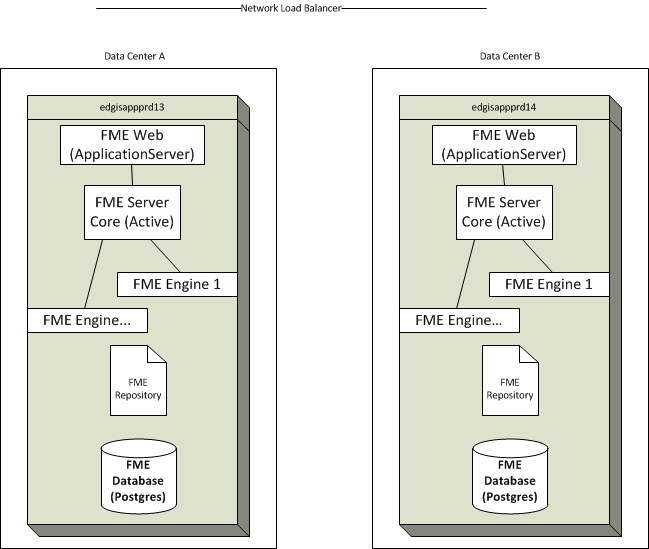 Network Load Balancer
Data Center A
edgisappprd13
FME Web
(ApplicationServer)
FME Server
Core (Active)
FME Engine 1
FME Engine...
FME
Repository
FME
Database
(Postgres)
Data Center B
edgisappprd14
FME Web
(ApplicationServer)
FME Server
Core (Active)
FME Engine 1
FME Engine...
FME
Repository
FME
Database
(Postgres)